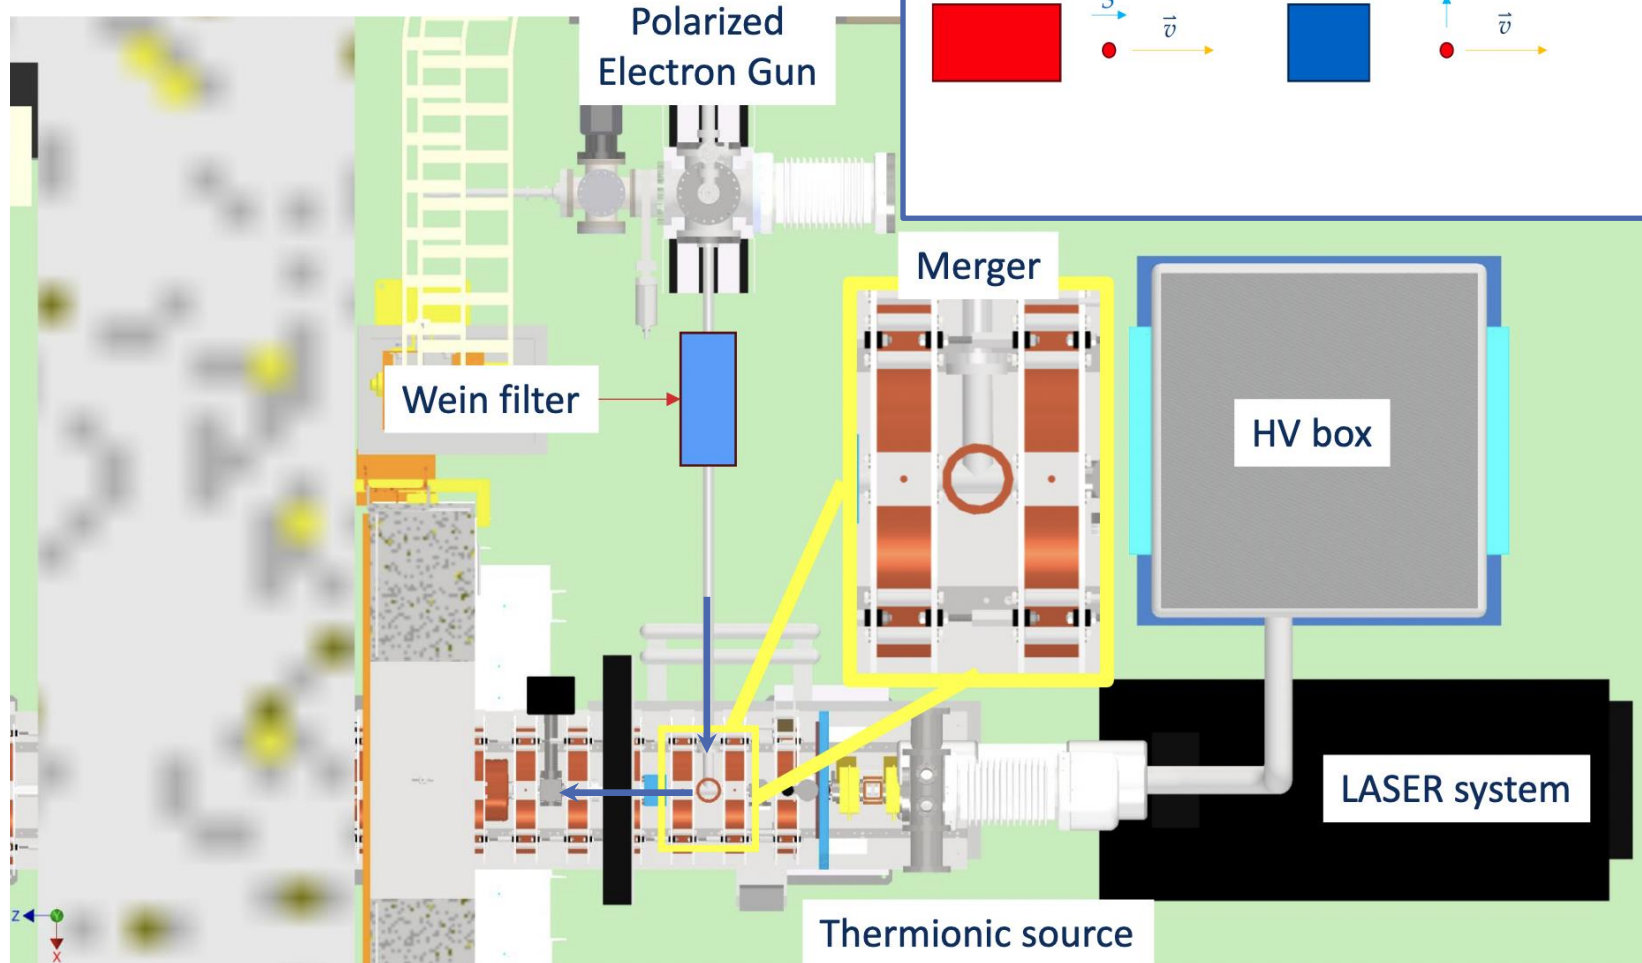 Polarized
Electron Gun
S
v
v
Merger
Wein filter
HV box
LASER system
Thermionic source
Z
Y
X